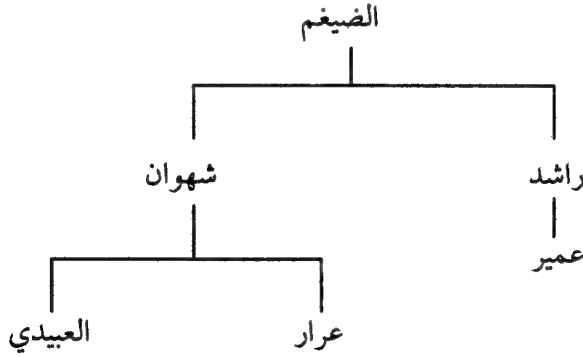 الضيغم
راشد
شهوان
عمير
عرار
العبيدي